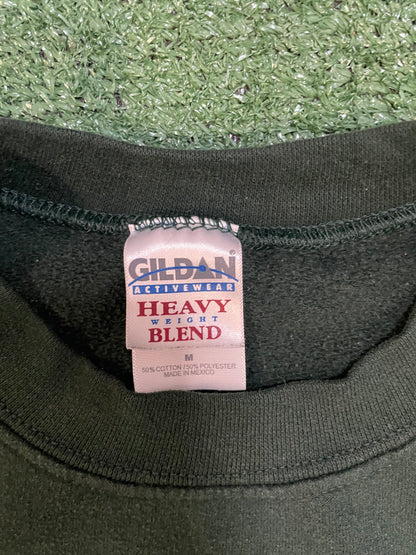 GILDAN®
ACTIVEWEAR
HEAVY
WEIGHT
BLEND
M
50% COTTON / 50% POLYESTER
MADE IN MEXICO